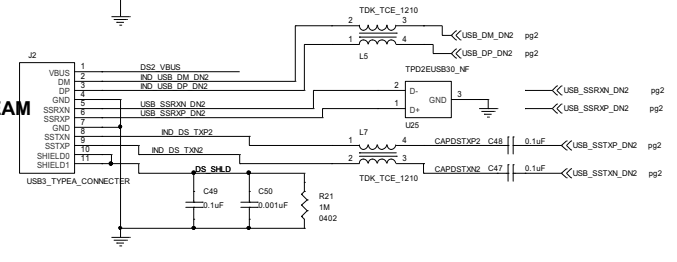 TDK_TCE_1210
2 3
USB_DM_DN2 pg2
1 4
USB_DP_DN2 pg2
L5
J2
VBUS 1 DS2_VBUS
DM 2 IND_USB_DM_DN2
DP 3 IND_USB_DP_DN2
GND 4
SSRXN 5 USB_SSRXN_DN2
SSRXP 6 USB_SSRXP_DN2
GND 7
SSTXN 8 IND_DS_TXP2
SSTXP 9 IND_DS_TXN2
SHIELD0 10
SHIELD1 11
USB3_TYPEA_CONNECTER
EAM
TPD2EUSB30_NF
2 D-
1 D+
GND 3
U25
USB_SSRXN_DN2 pg2
USB_SSRXP_DN2 pg2
L7
1 4 CAPDSTXP2 C48 0.1uF USB_SSTXP_DN2 pg2
2 3 CAPDSTXN2 C47 0.1uF USB_SSTXN_DN2 pg2
TDK_TCE_1210
DS_SHLD
C49
0.1uF
C50
0.001uF
R21
1M
0402